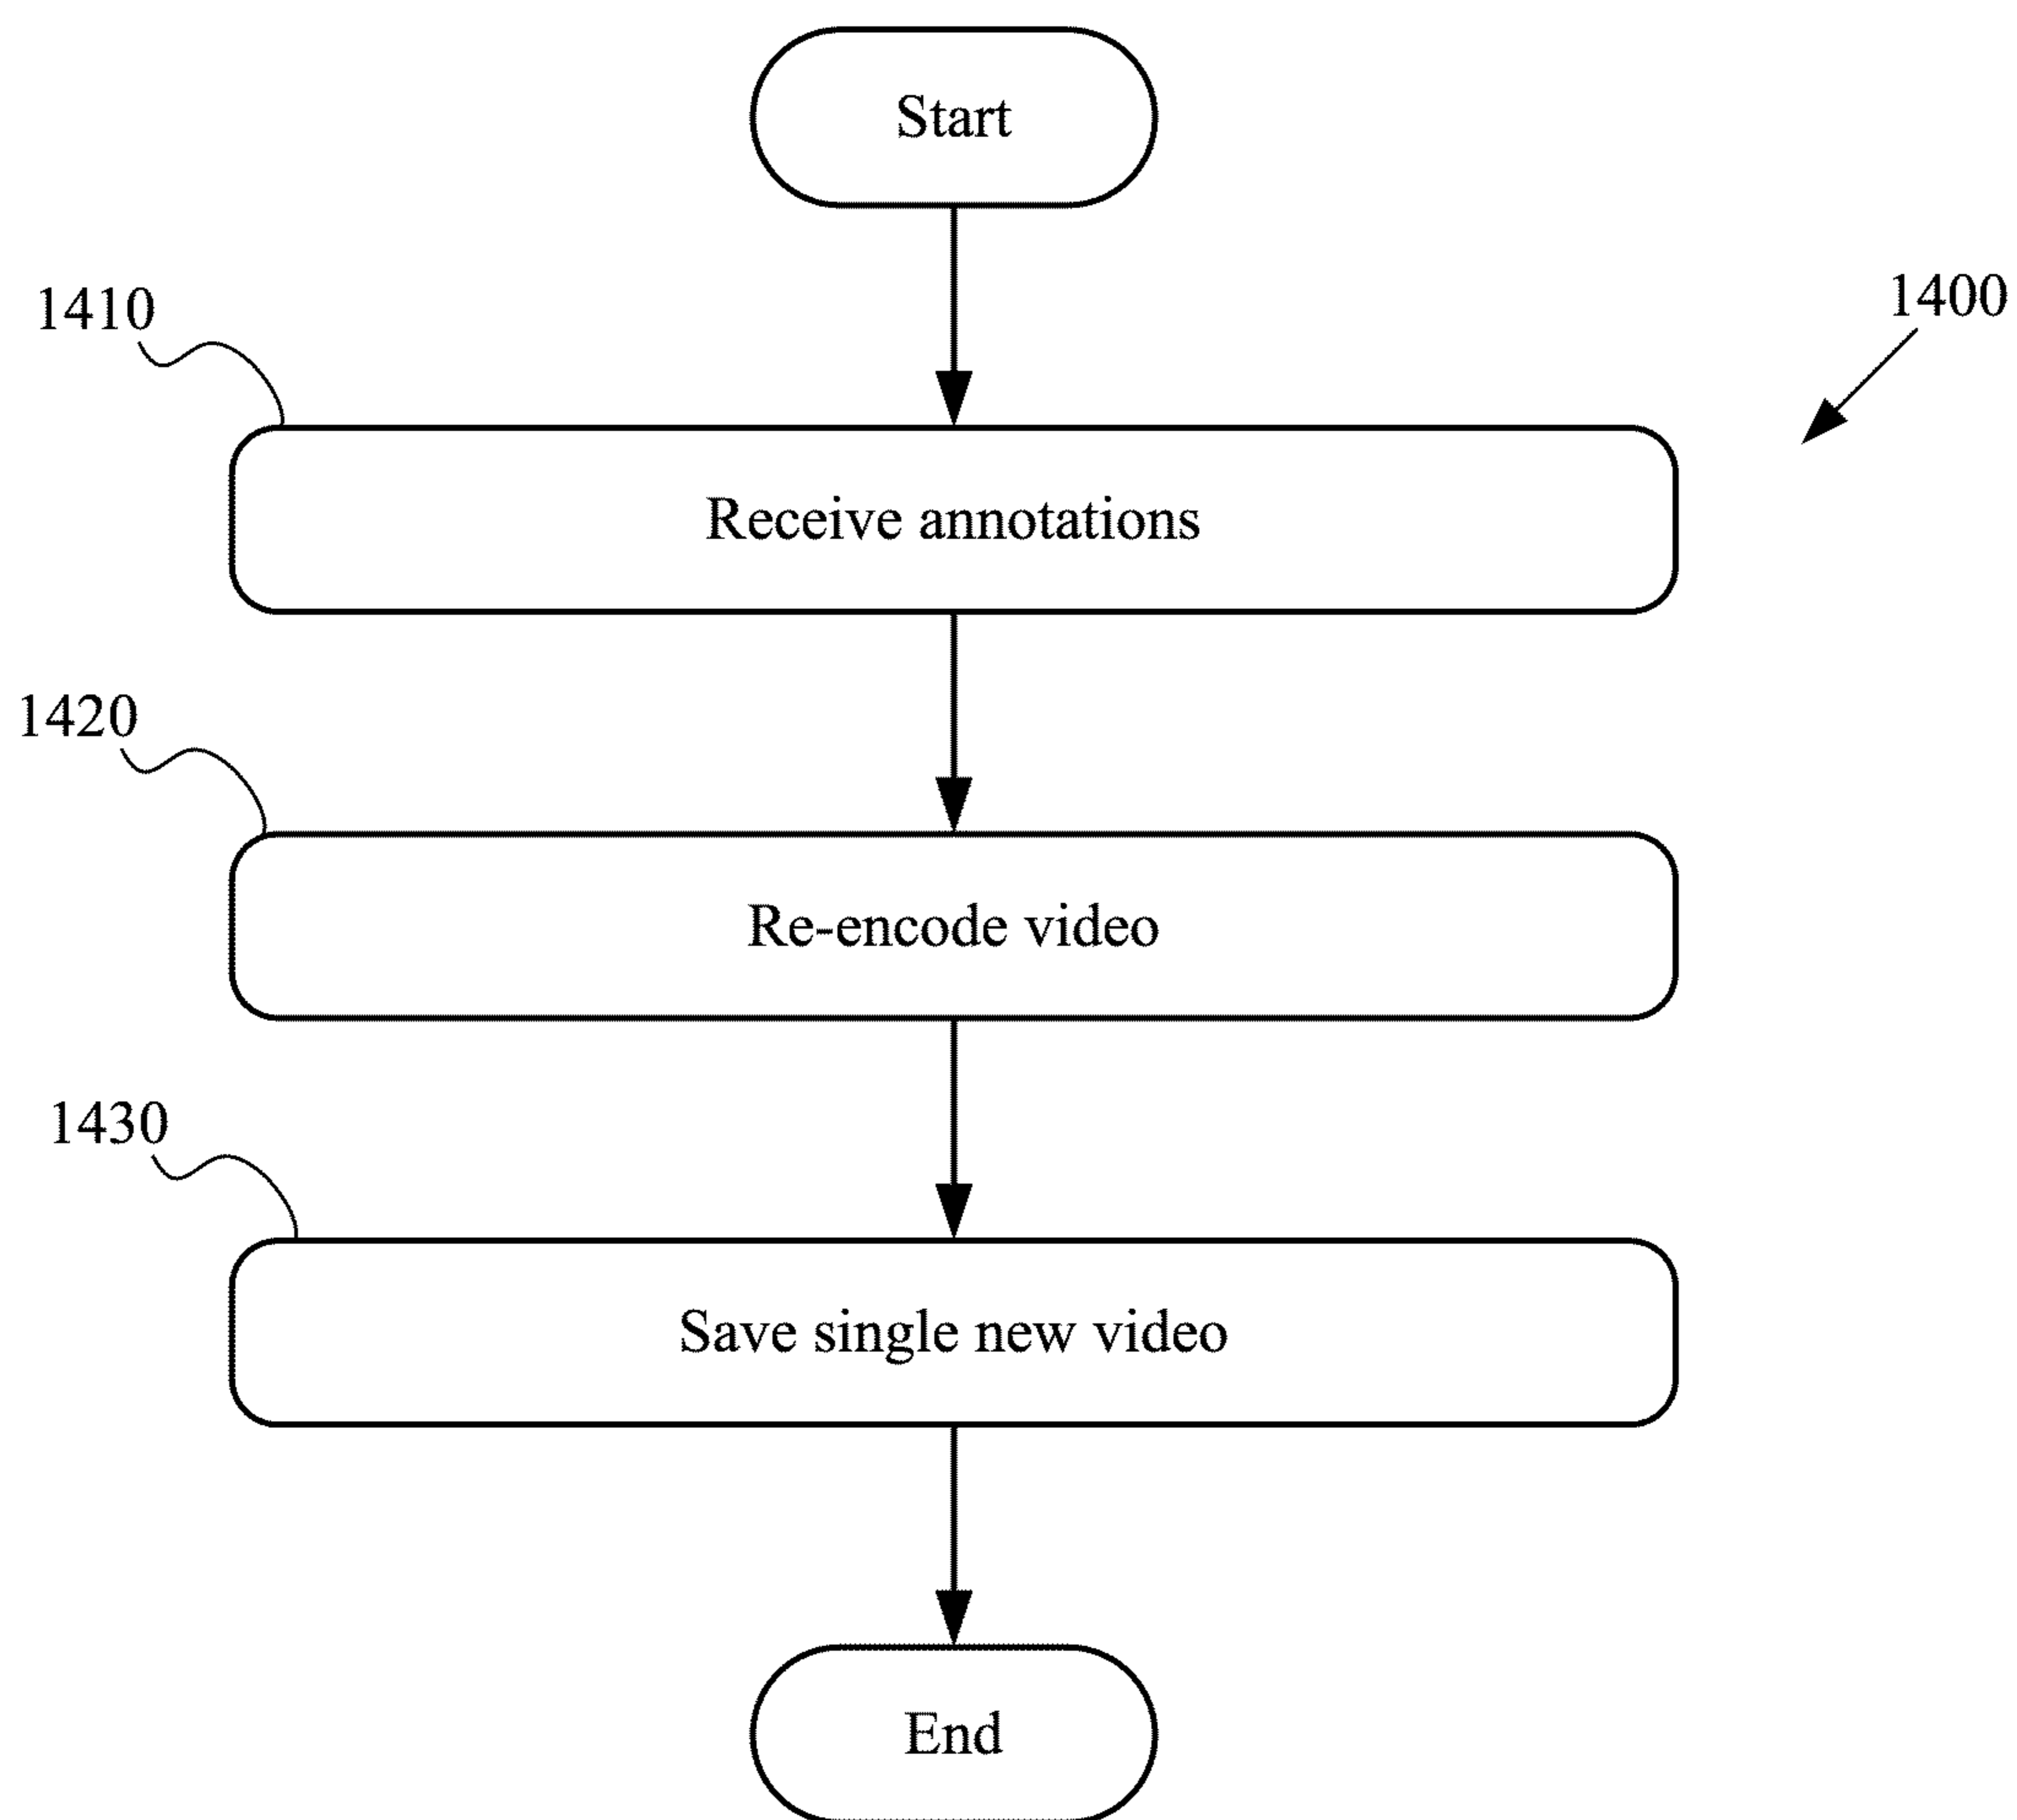 Start
1410
1400
Receive annotations
1420
Re-encode video
1430
Save single new video
End